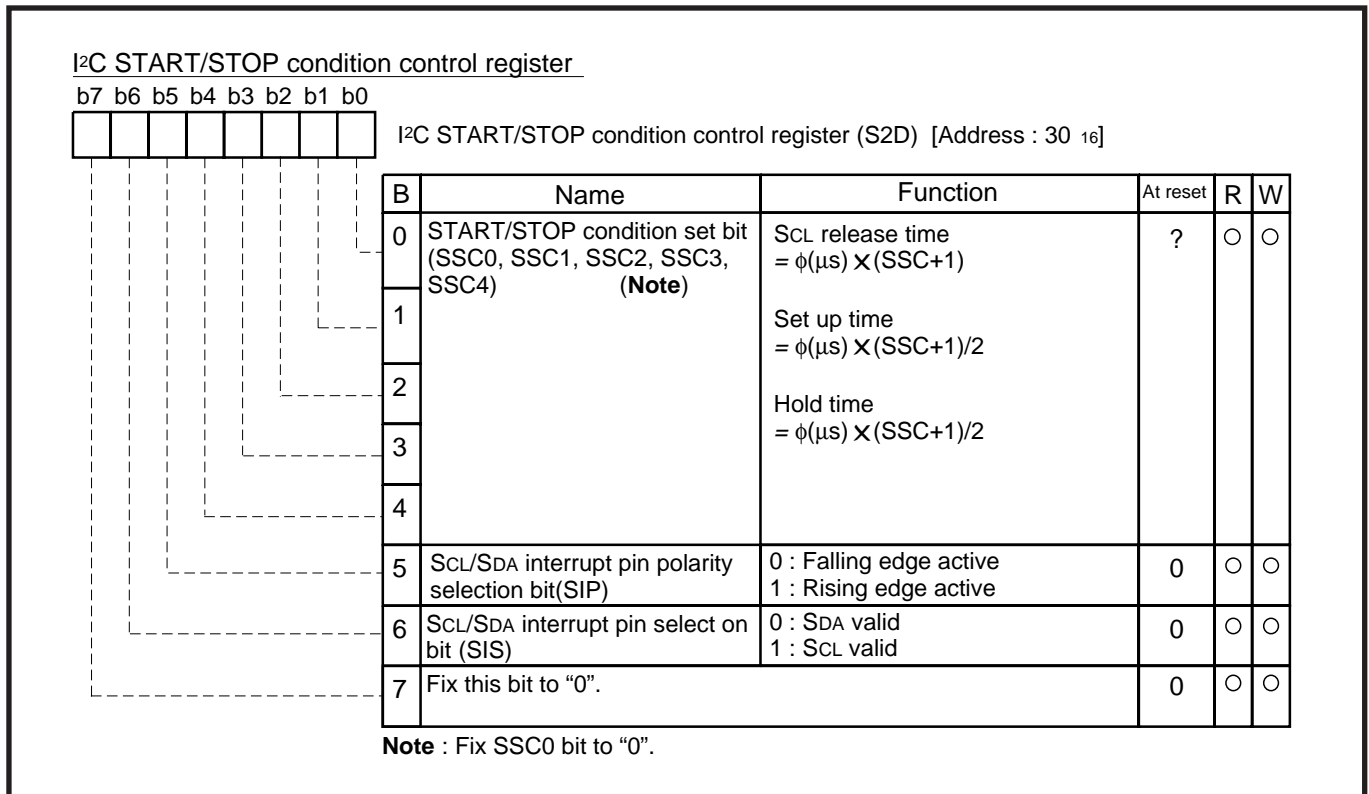 I2C START/STOP condition control register
b7 b6 b5 b4 b3 b2 b1 b0
I2C START/STOP condition control register (S2D) [Address : 30 16]
B Name Function At reset R W
0 START/STOP condition set bit SCL release time ? ○ ○
(SSC0, SSC1, SSC2, SSC3, = φ(μs) ×(SSC+1)
SSC4) (Note)
1 Set up time
= φ(μs) ×(SSC+1)/2
2
Hold time
= φ(μs) ×(SSC+1)/2
3
4
5 SCL/SDA interrupt pin polarity 0 : Falling edge active 0 ○ ○
selection bit(SIP) 1 : Rising edge active
6 SCL/SDA interrupt pin select on 0 : SDA valid 0 ○ ○
bit (SIS) 1 : SCL valid
7 Fix this bit to “0”. 0 ○ ○
Note : Fix SSC0 bit to “0”.